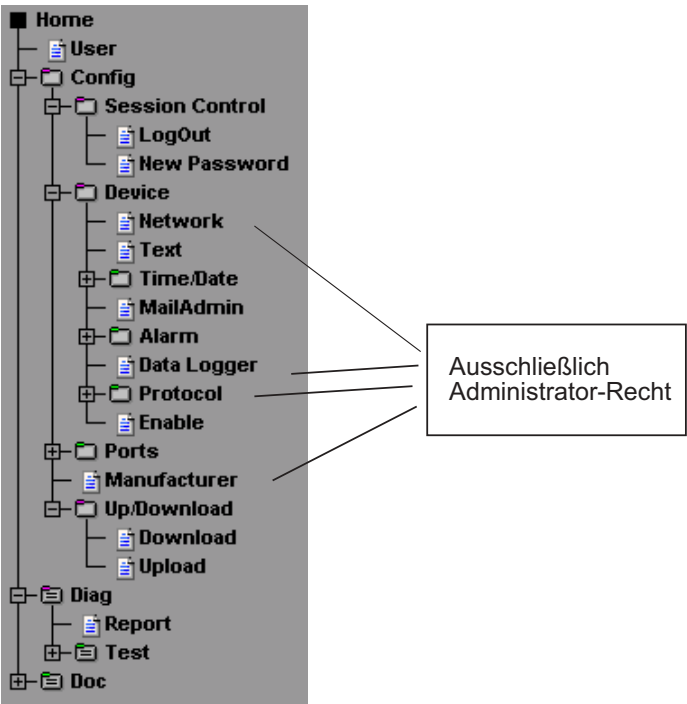 Home
User
Config
Session Control
LogOut
New Password
Device
Network
Text
Time/Date
MailAdmin
Alarm
Data Logger
Protocol
Enable
Ports
Manufacturer
Up/Download
Download
Upload
Diag
Report
Test
Doc
Ausschließlich
Administrator-Recht